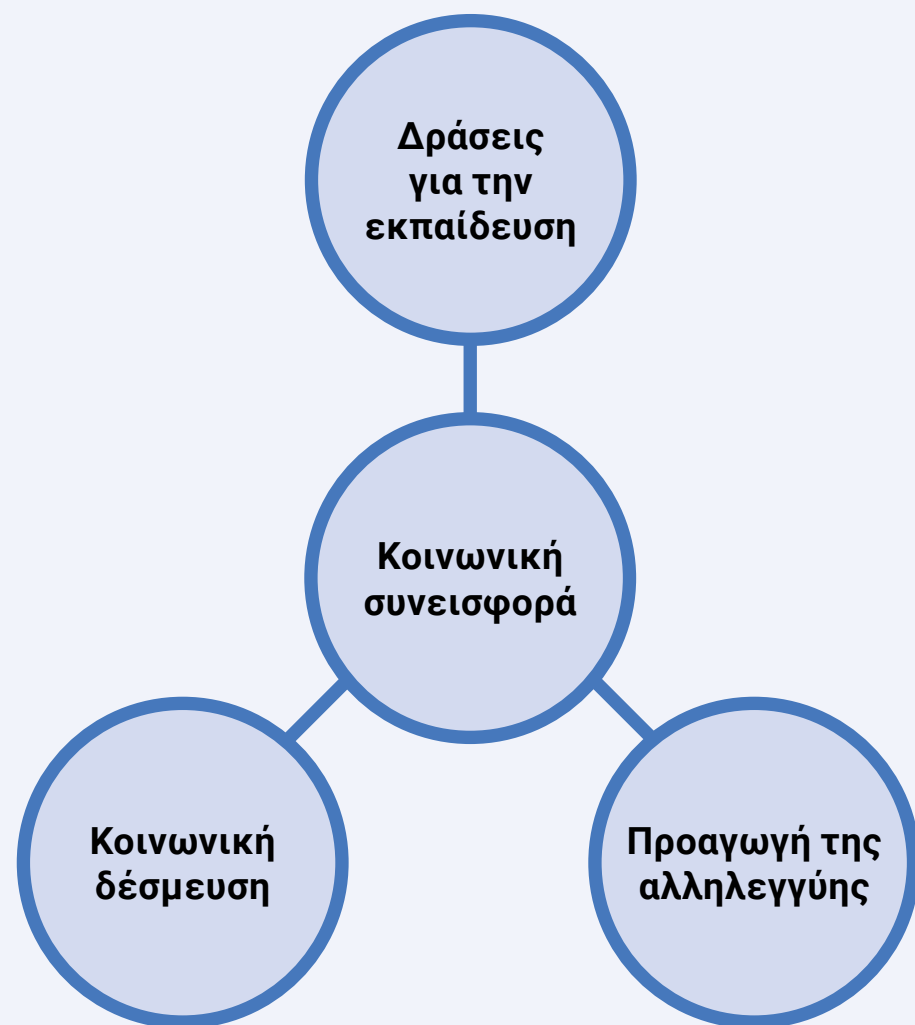 Δράσεις
για την
εκπαίδευση
Κοινωνική
συνεισφορά
Κοινωνική
δέσμευση
Προαγωγή της
αλληλεγγύης